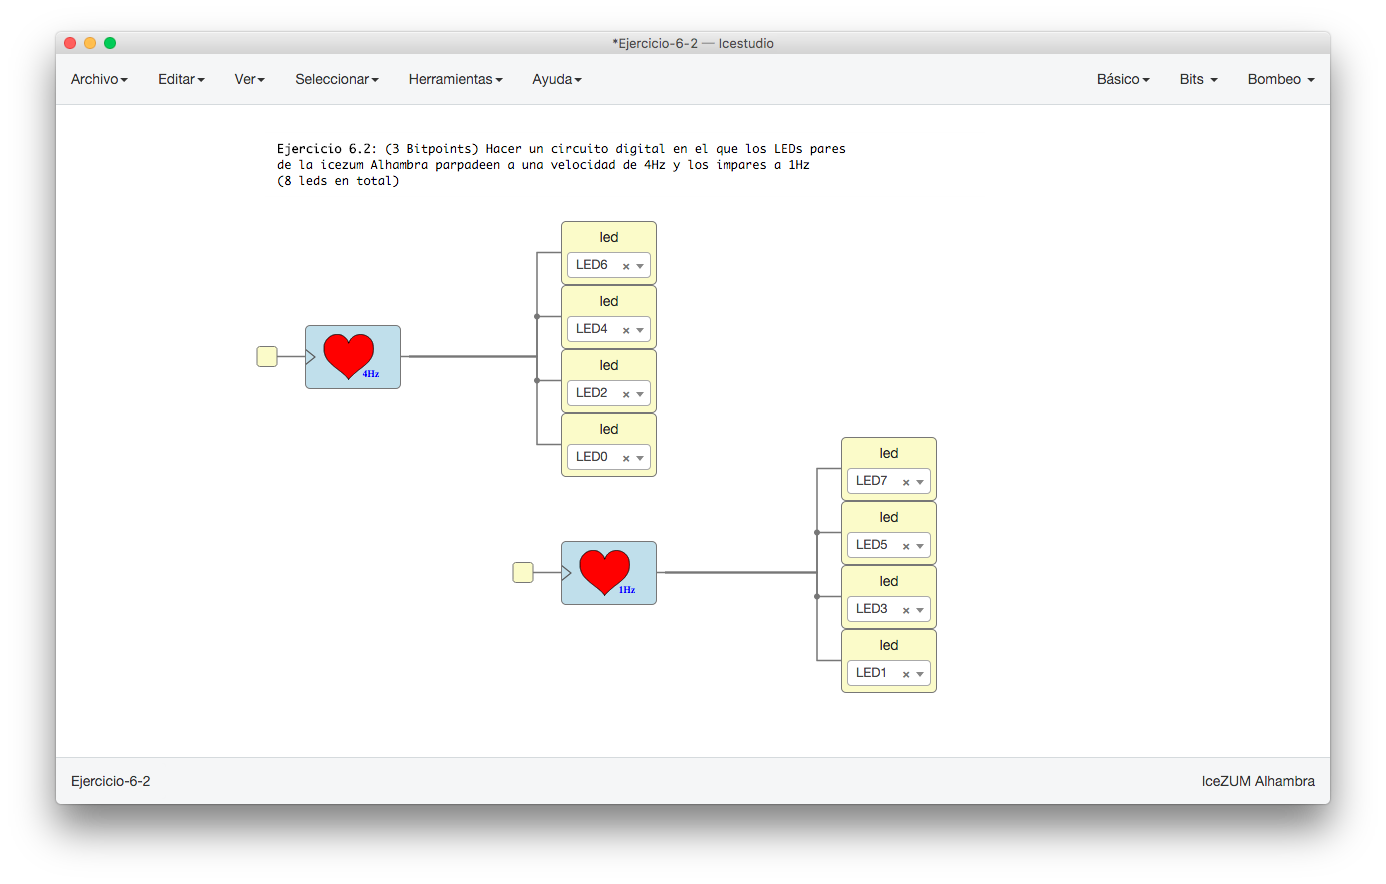 *Ejercicio-6-2 — Icestudio
Archivo Editar Ver Seleccionar Herramientas Ayuda Básico Bits Bombeo
Ejercicio 6.2: (3 Bitpoints) Hacer un circuito digital en el que los LEDs pares
de la icezum Alhambra parpadeen a una velocidad de 4Hz y los impares a 1Hz
(8 leds en total)
led
LED6
led
LED4
4Hz
led
LED2
led
LED0
led
LED7
led
LED5
1Hz
led
LED3
led
LED1
Ejercicio-6-2
IceZUM Alhambra